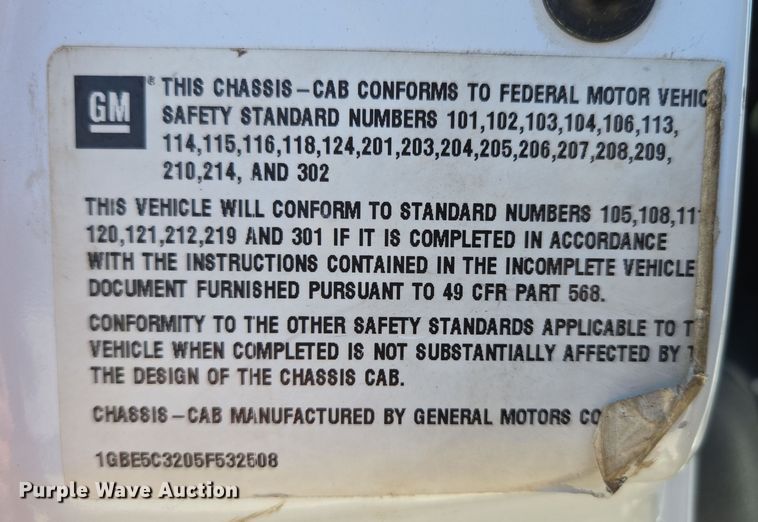 GM ® THIS CHASSIS-CAB CONFORMS TO FEDERAL MOTOR VEHIC
SAFETY STANDARD NUMBERS 101,102,103,104,106,113,
114,115,116,118,124,201,203,204,205,206,207,208,209,
210,214, AND 302
THIS VEHICLE WILL CONFORM TO STANDARD NUMBERS 105,108,11
120,121,212,219 AND 301 IF IT IS COMPLETED IN ACCORDANCE
WITH THE INSTRUCTIONS CONTAINED IN THE INCOMPLETE VEHICLE
DOCUMENT FURNISHED PURSUANT TO 49 CFR PART 568.
CONFORMITY TO THE OTHER SAFETY STANDARDS APPLICABLE TO T
VEHICLE WHEN COMPLETED IS NOT SUBSTANTIALLY AFFECTED BY T
THE DESIGN OF THE CHASSIS CAB.
CHASSIS-CAB MANUFACTURED BY GENERAL MOTORS CO
1GBE5C3205F532508
Purple Wave Auction